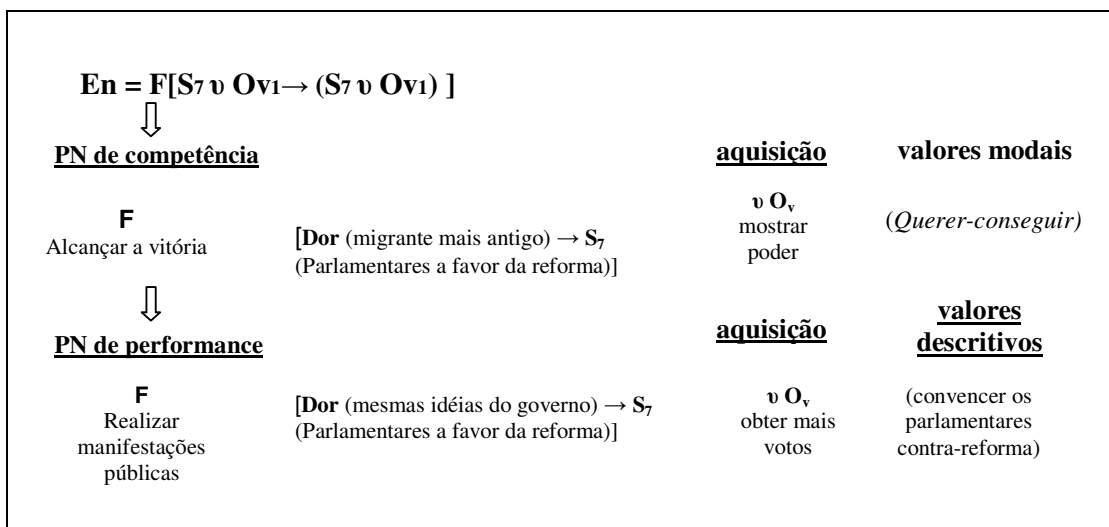 En = F[S7 υ Ov1→ (S7 υ Ov1) ]
⇩
PN de competência
aquisição valores modais
F
Alcançar a vitória
[Dor (migrante mais antigo) → S7
(Parlamentares a favor da reforma)]
υ Ov
mostrar
poder
(Querer-conseguir)
⇩
PN de performance
aquisição
valores
descritivos
F
Realizar
manifestações
públicas
[Dor (mesmas idéias do governo) → S7
(Parlamentares a favor da reforma)]
υ Ov
obter mais
votos
(convencer os
parlamentares
contra-reforma)